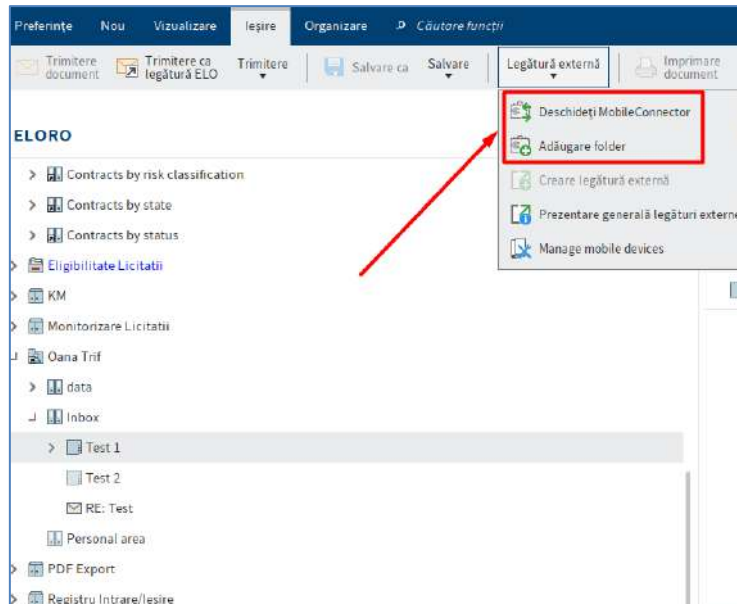 Preferințe Nou Vizualizare Ieșire Organizare Căutare funcții
Trimitere document
Trimitere ca legătură ELO
Trimitere
Salvare ca
Salvare
Legătură externă
Imprimare document
Deschideți MobileConnector
Adăugare folder
Creare legătură externă
Prezentare generală legături externe
Manage mobile devices
ELORO
Contracts by risk classification
Contracts by state
Contracts by status
Eligibilitate Licitatii
KM
Monitorizare Licitatii
Oana Trif
data
Inbox
Test 1
Test 2
RE: Test
Personal area
PDF Export
Registru Intrare/Iesire